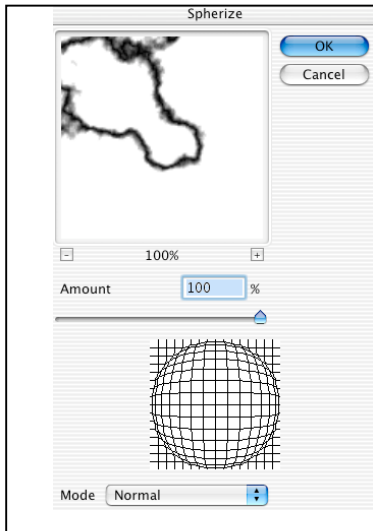 Spherize
OK
Cancel
- 100% +
Amount 100 %
Mode Normal